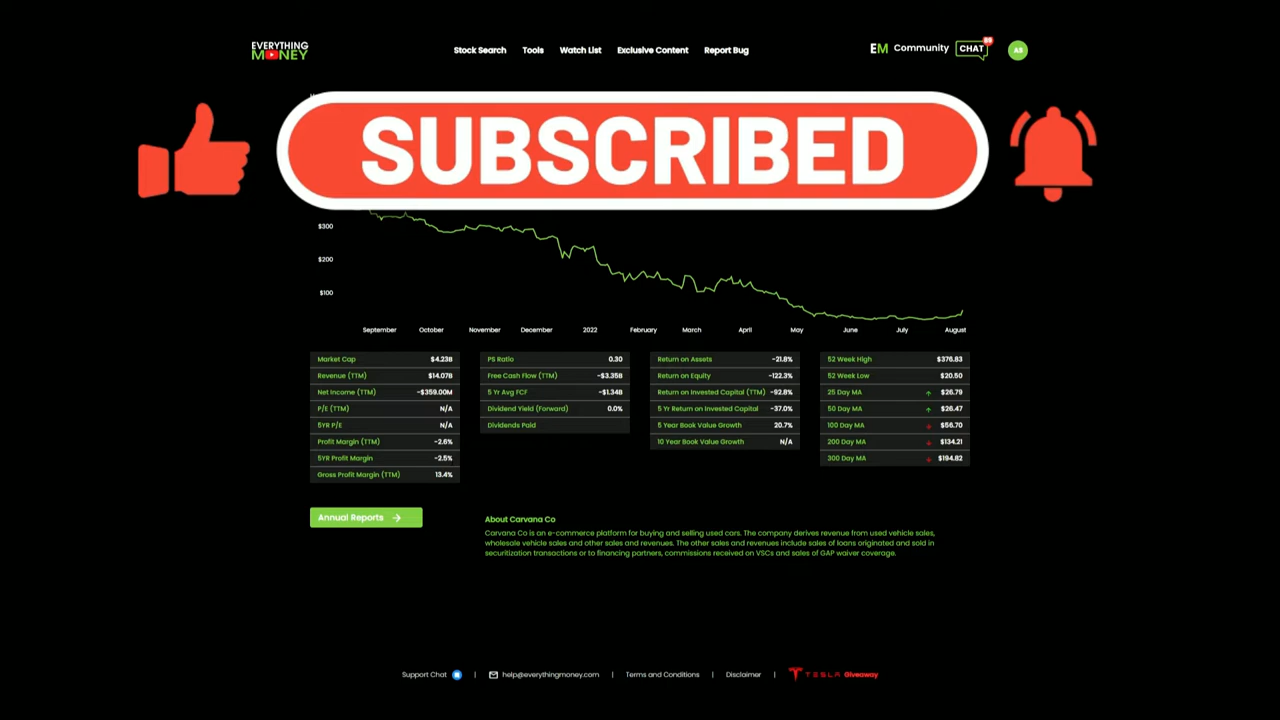 EVERYTHING
MONEY
Stock Search
Tools
Watch List
Exclusive Content
Report Bug
EM Community
CHAT
AS
SUBSCRIBED
$300
$200
$100
September
October
November
December
2022
February
March
April
May
June
July
August
Market Cap $4.23B
Revenue (TTM) $14.07B
Net Income (TTM) -$359.00M
P/E (TTM) N/A
5YR P/E N/A
Profit Margin (TTM) -2.6%
5YR Profit Margin -2.5%
Gross Profit Margin (TTM) 13.4%
PS Ratio 0.30
Free Cash Flow (TTM) -$3.35B
5 Yr Avg FCF -$1.34B
Dividend Yield (Forward) 0.0%
Dividends Paid
Return on Assets -21.8%
Return on Equity -122.3%
Return on Invested Capital (TTM) -92.8%
5 Yr Return on Invested Capital -37.0%
5 Year Book Value Growth 20.7%
10 Year Book Value Growth N/A
52 Week High $376.83
52 Week Low $20.50
25 Day MA $26.79
50 Day MA $26.47
100 Day MA $56.70
200 Day MA $134.21
300 Day MA $194.82
Annual Reports
About Carvana Co
Carvana Co is an e-commerce platform for buying and selling used cars. The company derives revenue from used vehicle sales,
wholesale vehicle sales and other sales and revenues. The other sales and revenues include sales of loans originated and sold in
securitization transactions or to financing partners, commissions received on VSCs and sales of GAP waiver coverage.
Support Chat
help@everythingmoney.com
Terms and Conditions
Disclaimer
TESLA Giveaway